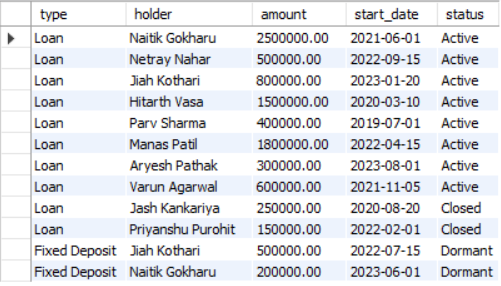 type holder amount start_date status
Loan Naitik Gokharu 2500000.00 2021-06-01 Active
Loan Netray Nahar 500000.00 2022-09-15 Active
Loan Jiah Kothari 800000.00 2023-01-20 Active
Loan Hitarth Vasa 1500000.00 2020-03-10 Active
Loan Parv Sharma 400000.00 2019-07-01 Active
Loan Manas Patil 1800000.00 2022-04-15 Active
Loan Aryesh Pathak 300000.00 2023-08-01 Active
Loan Varun Agarwal 600000.00 2021-11-05 Active
Loan Jash Kankariya 250000.00 2020-08-20 Closed
Loan Priyanshu Purohit 150000.00 2022-02-01 Closed
Fixed Deposit Jiah Kothari 500000.00 2022-07-15 Dormant
Fixed Deposit Naitik Gokharu 200000.00 2023-06-01 Dormant